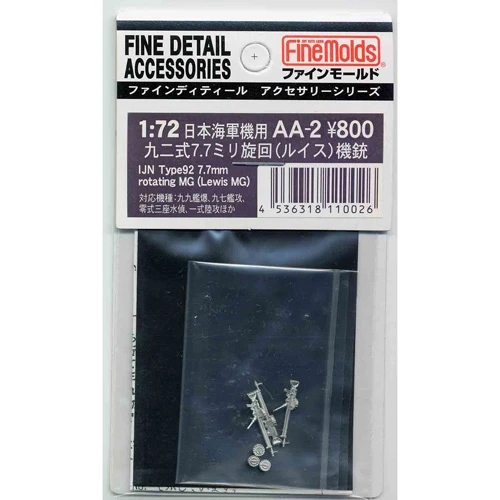 FINE DETAIL
ACCESSORIES
FineMolds®
ファインモールド
ファインディティール アクセサリーシリーズ
1:72 日本海軍機用 AA-2 ¥800
九二式7.7ミリ旋回(ルイス)機銃
IJN Type92 7.7mm
rotating MG (Lewis MG)
対応機種:九九艦爆、九七艦攻、
零式三座水偵、一式陸攻ほか
4 536318 110026